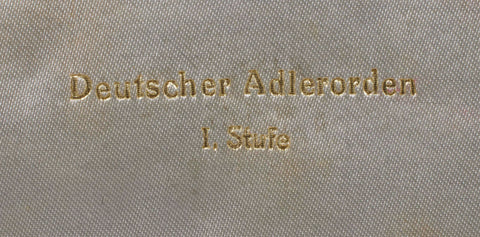 Deutscher Adlerorden
I. Stufe